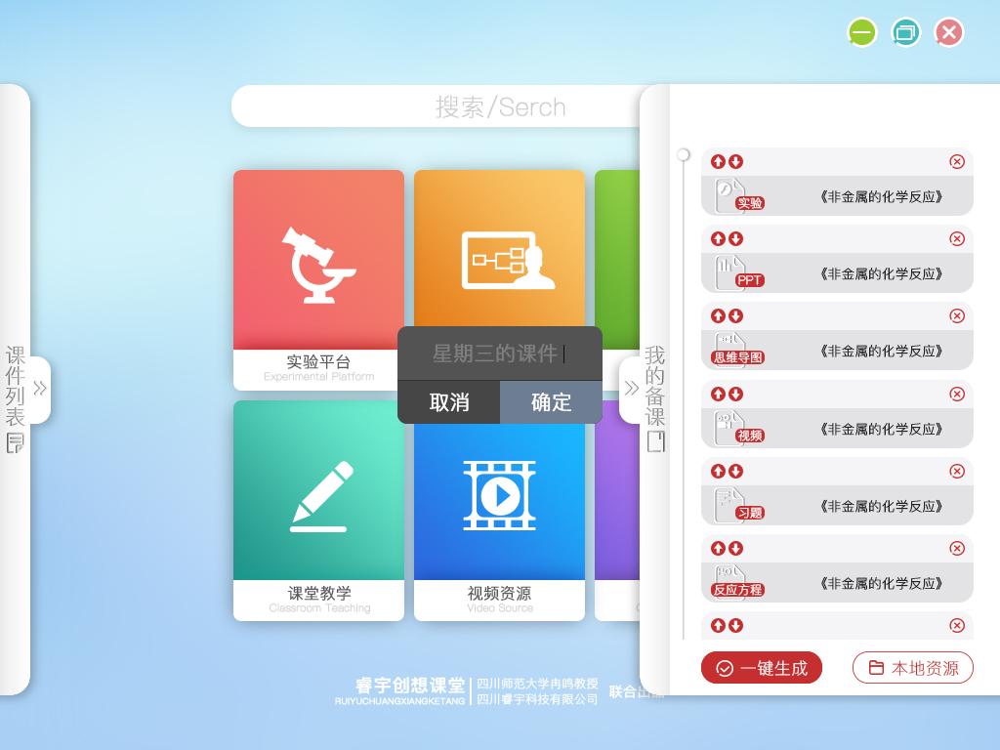 搜索/Serch
课件列表
实验平台
Experimental Platform
星期三的课件
取消
确定
课堂教学
Classroom Teaching
视频资源
Video Source
我的备课
实验
《非金属的化学反应》
PPT
《非金属的化学反应》
思维导图
《非金属的化学反应》
视频
《非金属的化学反应》
习题
《非金属的化学反应》
反应方程
《非金属的化学反应》
一键生成
本地资源
睿宇创想课堂
RUIYUCHUANGXIANGKETANG
四川师范大学冉鸣教授
四川睿宇科技有限公司
联合出品